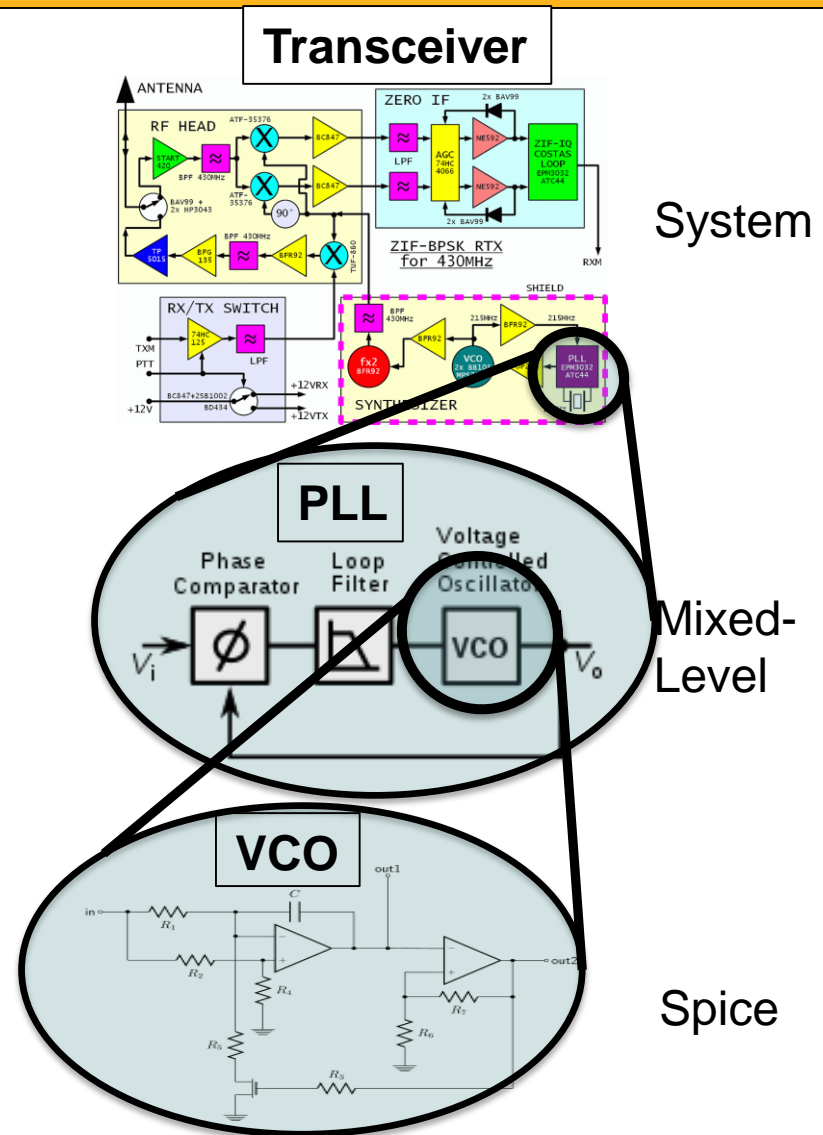 Transceiver
ANTENNA
RF HEAD
ATF-35376
START
420
BPF 430MHz
ATF-
35376
BC847
BC847
90°
BAV99 +
2x HP3043
BPF 430MHz
TP
5015
BFG
135
BFR92
TUF-860
ZERO IF
2x BAV99
LPF
AGC
74HC
4066
NE592
NE592
2x BAV99
ZIF-IQ
COSTAS
LOOP
EPM3032
ATC44
ZIF-BPSK RTX
for 430MHz
RXM
System
RX/TX SWITCH
TXM
74HC
125
LPF
PTT
BC847+2SB1002
+12V
BD434
+12VRX
+12VTX
SHIELD
BPF
430MHz
215MHz
BFR92
215MHz
BFR92
fx2
BFR92
VCO
PLL
EPM3032
ATC44
SYNTHESIZER
PLL
Phase
Comparator
Loop
Filter
Voltage
Oscillator
Vi
ϕ
VCO
Vo
Mixed-
Level
VCO
in
R1
C
out1
R2
R4
R5
R3
R6
R7
out2
−
+
−
+
Spice